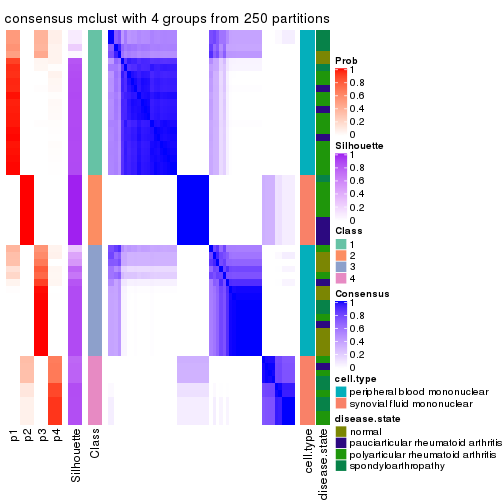 consensus mclust with 4 groups from 250 partitions
Prob
1
0.8
0.6
0.4
0.2
0
Silhouette
1
0.8
0.6
0.4
0.2
0
Class
1
2
3
4
Consensus
1
0.8
0.6
0.4
0.2
0
cell.type
peripheral blood mononuclear
synovial fluid mononuclear
disease.state
normal
pauciarticular rheumatoid arthritis
polyarticular rheumatoid arthritis
spondyloarthropathy
p1
p2
p3
p4
Silhouette
Class
cell.type
disease.state